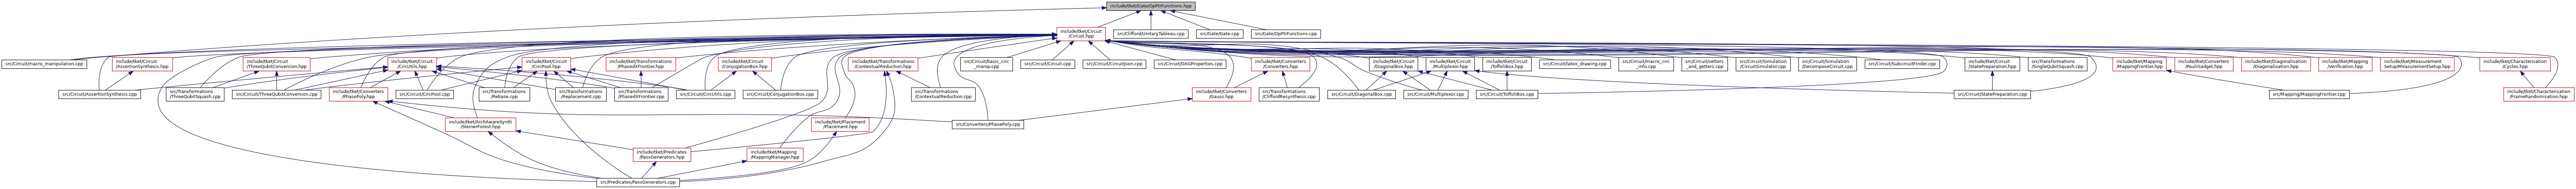 include/tket/Gate/OpPtrFunctions.hpp
include/tket/Circuit
/Circuit.hpp
src/Clifford/UnitaryTableau.cpp
src/Gate/Gate.cpp
src/Gate/OpPtrFunctions.cpp
src/Circuit/macro_manipulation.cpp
include/tket/Circuit
/AssertionSynthesis.hpp
include/tket/Circuit
/ThreeQubitConversion.hpp
include/tket/Circuit
/CircUtils.hpp
include/tket/Circuit
/CircPool.hpp
include/tket/Transformations
/PhasedXFrontier.hpp
include/tket/Circuit
/ConjugationBox.hpp
include/tket/Transformations
/ContextualReduction.hpp
src/Circuit/basic_circ
_manip.cpp
src/Circuit/Circuit.cpp
src/Circuit/CircuitJson.cpp
src/Circuit/DAGProperties.cpp
include/tket/Converters
/Converters.hpp
include/tket/Circuit
/DiagonalBox.hpp
include/tket/Circuit
/Multiplexor.hpp
include/tket/Circuit
/ToffoliBox.hpp
src/Circuit/latex_drawing.cpp
src/Circuit/macro_circ
_info.cpp
src/Circuit/setters
_and_getters.cpp
src/Circuit/Simulation
/CircuitSimulator.cpp
src/Circuit/Simulation
/DecomposeCircuit.cpp
src/Circuit/SubcircuitFinder.cpp
include/tket/Circuit
/StatePreparation.hpp
src/Transformations
/SingleQubitSquash.cpp
include/tket/Mapping
/MappingFrontier.hpp
include/tket/Converters
/PauliGadget.hpp
include/tket/Diagonalisation
/Diagonalisation.hpp
include/tket/Mapping
/Verification.hpp
include/tket/Measurement
Setup/MeasurementSetup.hpp
include/tket/Characterisation
/Cycles.hpp
src/Circuit/AssertionSynthesis.cpp
src/Transformations
/ThreeQubitSquash.cpp
src/Circuit/ThreeQubitConversion.cpp
include/tket/Converters
/PhasePoly.hpp
src/Circuit/CircPool.cpp
src/Transformations
/Rebase.cpp
src/Transformations
/Replacement.cpp
src/Transformations
/PhasedXFrontier.cpp
src/Circuit/CircUtils.cpp
src/Circuit/ConjugationBox.cpp
src/Transformations
/ContextualReduction.cpp
include/tket/Converters
/Gauss.hpp
src/Transformations
/CliffordResynthesis.cpp
src/Circuit/DiagonalBox.cpp
src/Circuit/Multiplexor.cpp
src/Circuit/ToffoliBox.cpp
src/Circuit/StatePreparation.cpp
src/Mapping/MappingFrontier.cpp
include/tket/Characterisation
/FrameRandomisation.hpp
include/tket/ArchAwareSynth
/SteinerForest.hpp
include/tket/Placement
/Placement.hpp
src/Converters/PhasePoly.cpp
include/tket/Predicates
/PassGenerators.hpp
include/tket/Mapping
/MappingManager.hpp
src/Predicates/PassGenerators.cpp